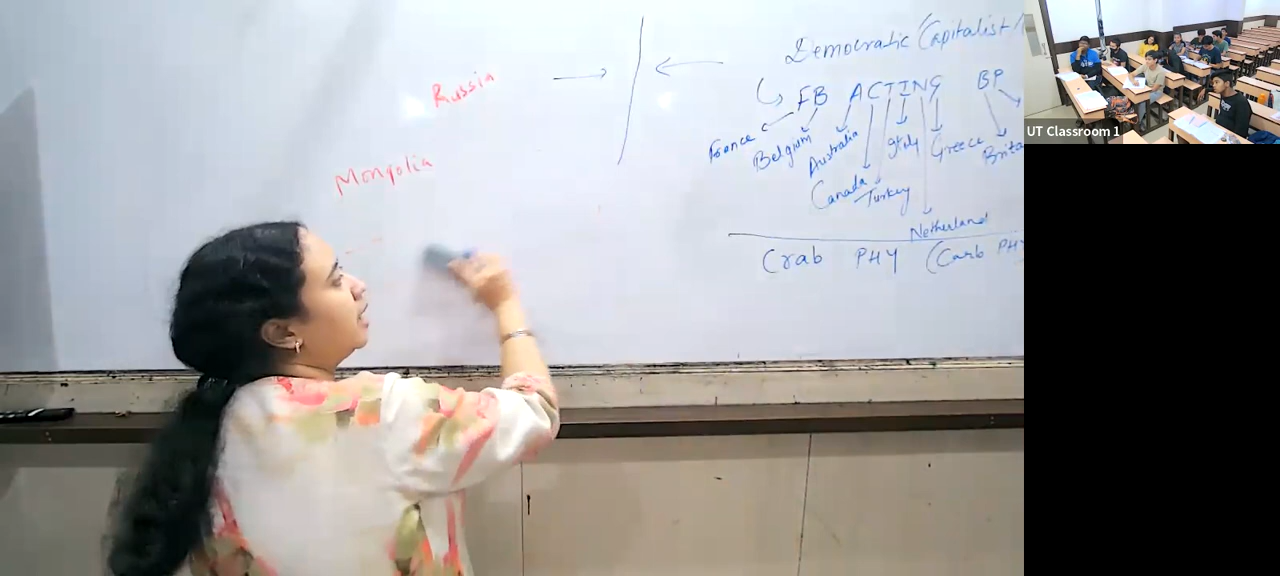 Democratic (Capitalist/
Russia
FB ACTING BP
France Belgium Australia Italy Greece Brita
Mongolia
Canada Turkey
Netherland
Crab PHY (Carb PHY
UT Classroom 1